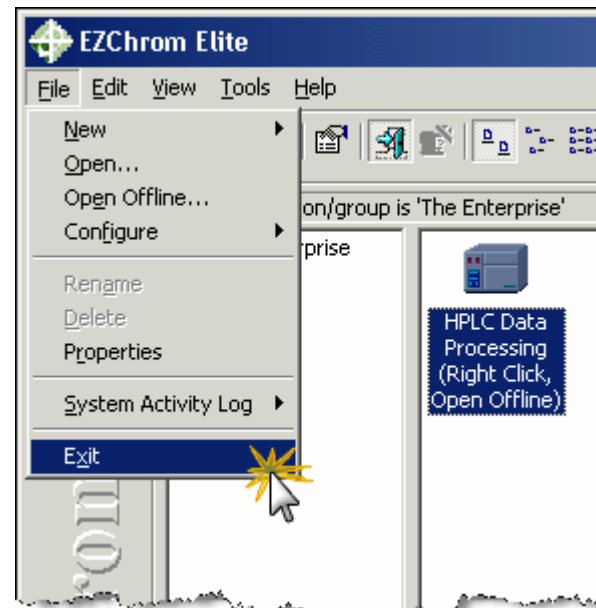 EZChrom Elite
File Edit View Tools Help
New
Open...
Open Offline...
Configure
Rename
Delete
Properties
System Activity Log
Exit
on/group is 'The Enterprise'
rprise
HPLC Data
Processing
(Right Click,
Open Offline)
rom